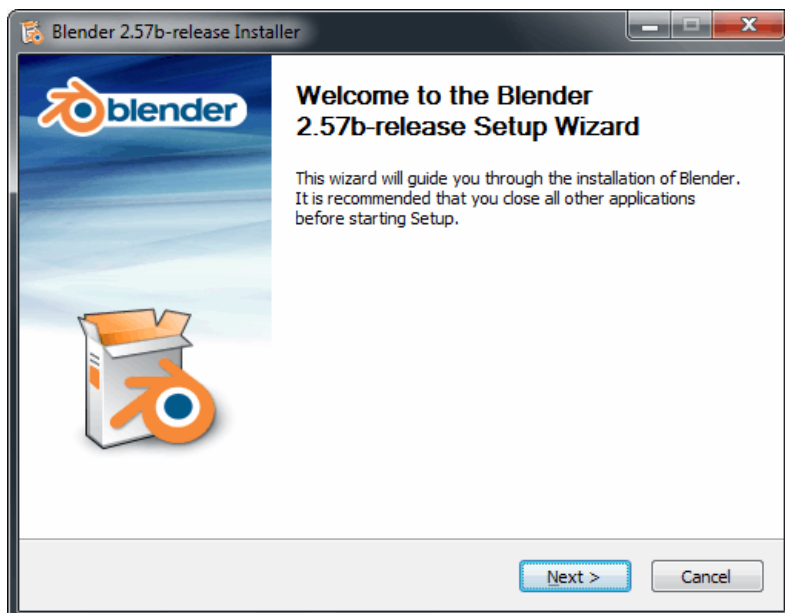 Blender 2.57b-release Installer
blender
Welcome to the Blender
2.57b-release Setup Wizard
This wizard will guide you through the installation of Blender.
It is recommended that you close all other applications
before starting Setup.
Next >
Cancel